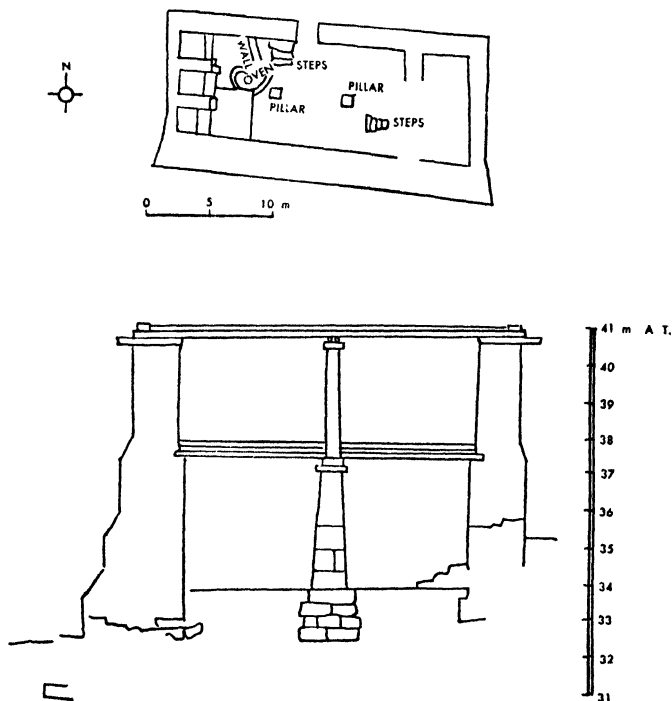 N
WALL
OVEN
STEPS
PILLAR
PILLAR
STEPS
0 5 10 m
41 m A T.
40
39
38
37
36
35
34
33
32
31